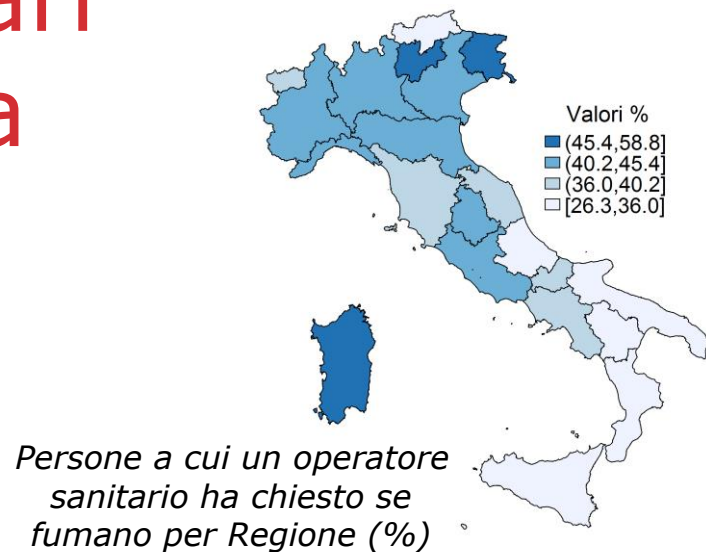 a
Valori %
(45.4,58.8]
(40.2,45.4]
(36.0,40.2]
[26.3,36.0]
Persone a cui un operatore
sanitario ha chiesto se
fumano per Regione (%)